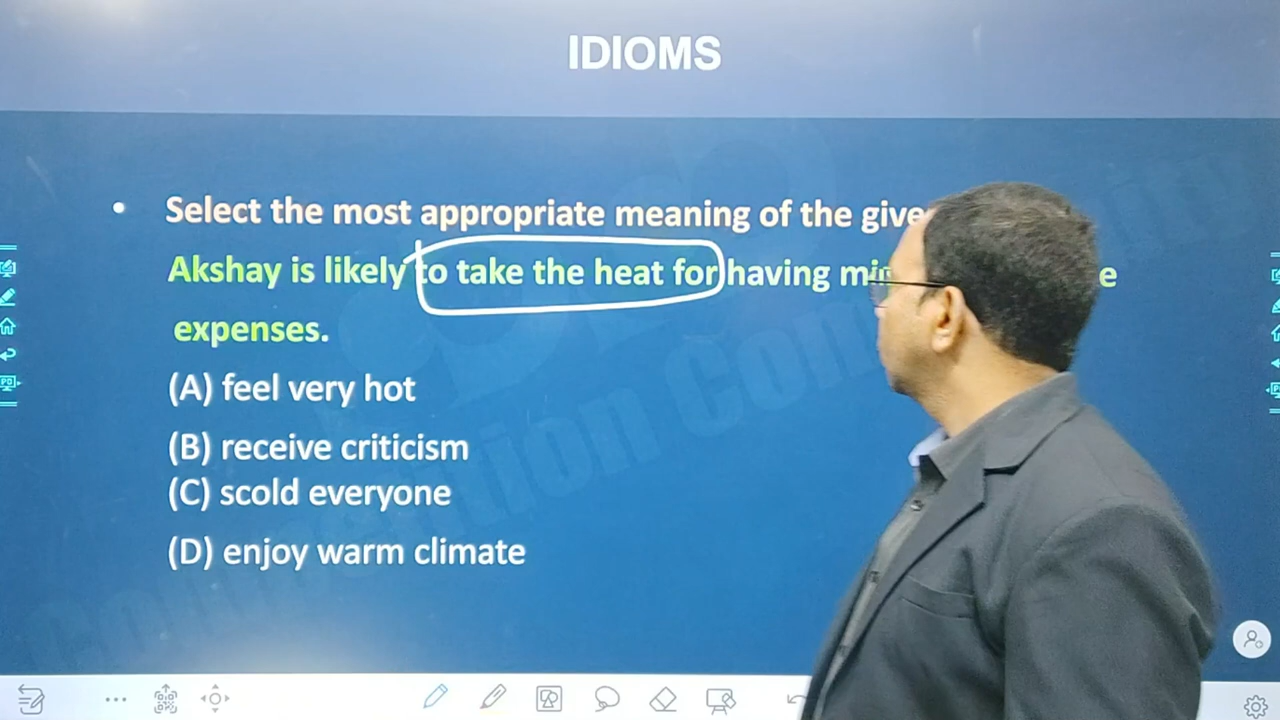 IDIOMS
• Select the most appropriate meaning of the give
Akshay is likely to take the heat for having e
expenses.
(A) feel very hot
(B) receive criticism
(C) scold everyone
(D) enjoy warm climate